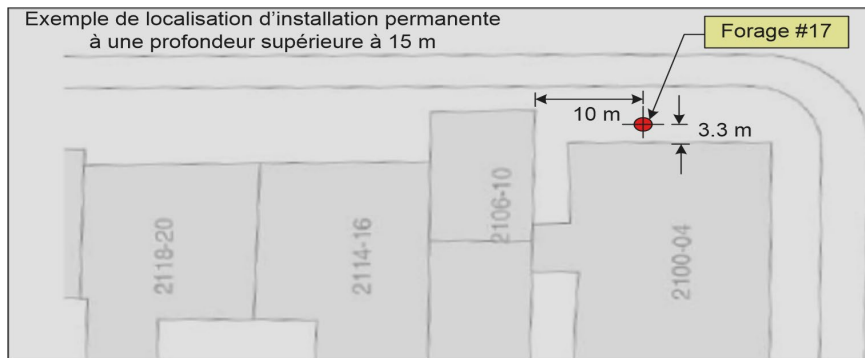 Exemple de localisation d’installation permanente
à une profondeur supérieure à 15 m
Forage #17
10 m
3.3 m
2106-10
2118-20
2114-16
2100-04